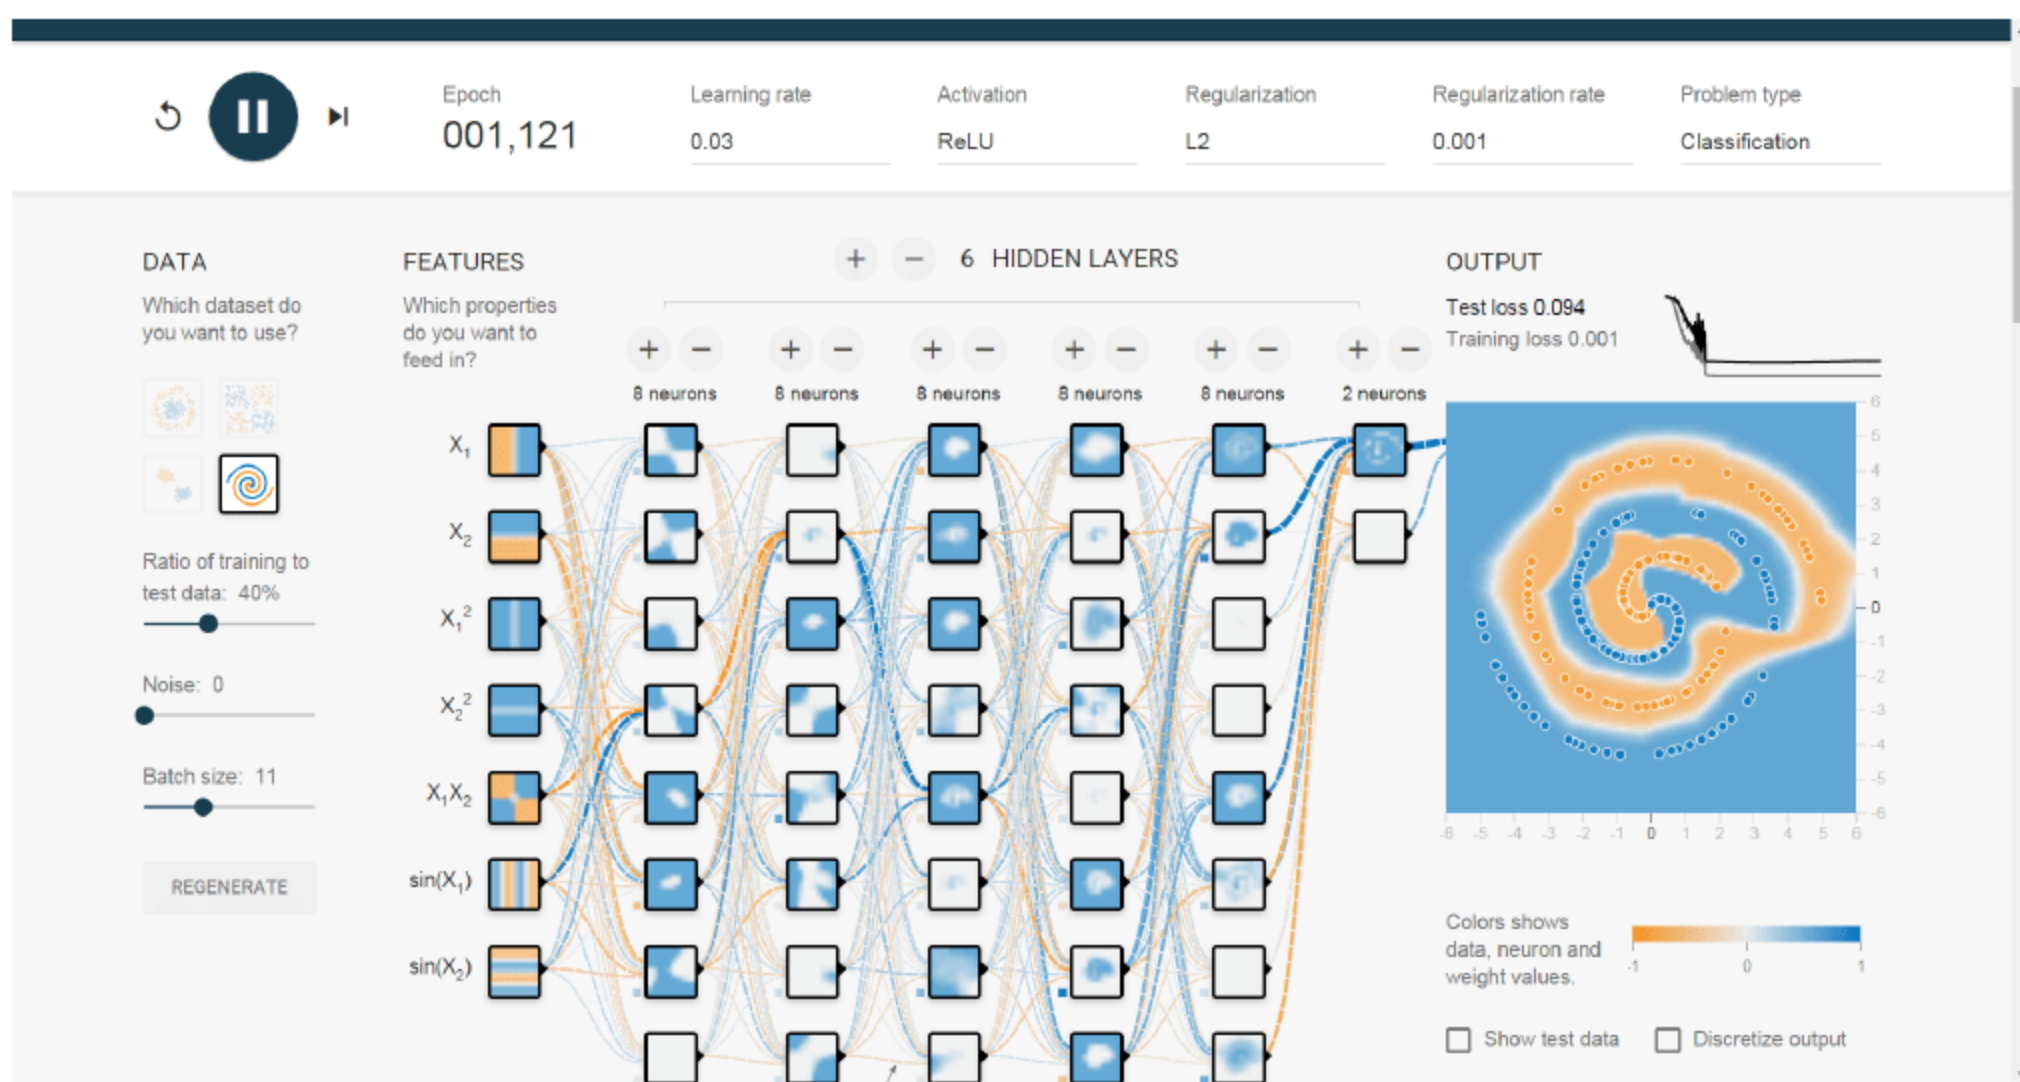 Epoch
001,121
Learning rate
0.03
Activation
ReLU
Regularization
L2
Regularization rate
0.001
Problem type
Classification
DATA
Which dataset do
you want to use?
Ratio of training to
test data: 40%
Noise: 0
Batch size: 11
REGENERATE
FEATURES
Which properties
do you want to
feed in?
X₁
X₂
X₁²
X₂²
X₁X₂
sin(X₁)
sin(X₂)
+ − 6 HIDDEN LAYERS
+ − + − + − + − + − + −
8 neurons 8 neurons 8 neurons 8 neurons 8 neurons 2 neurons
OUTPUT
Test loss 0.094
Training loss 0.001
6
5
4
3
2
1
0
-1
-2
-3
-4
-5
-6
-6 -5 -4 -3 -2 -1 0 1 2 3 4 5 6
Colors shows
data, neuron and
weight values.
-1 0 1
Show test data Discretize output